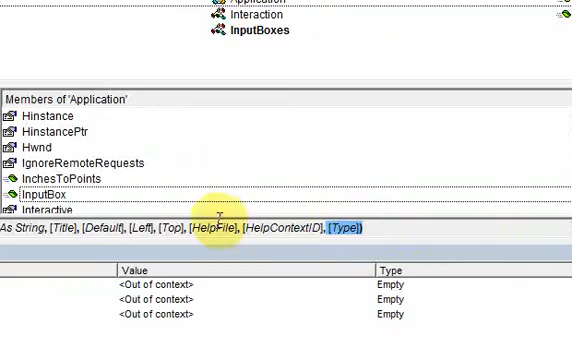 Application
Interaction
InputBoxes
Members of 'Application'
Hinstance
HinstancePtr
Hwnd
IgnoreRemoteRequests
InchesToPoints
InputBox
Interactive
As String, [Title], [Default], [Left], [Top], [HelpFile], [HelpContextID], [Type])
Value Type
<Out of context> Empty
<Out of context> Empty
<Out of context> Empty